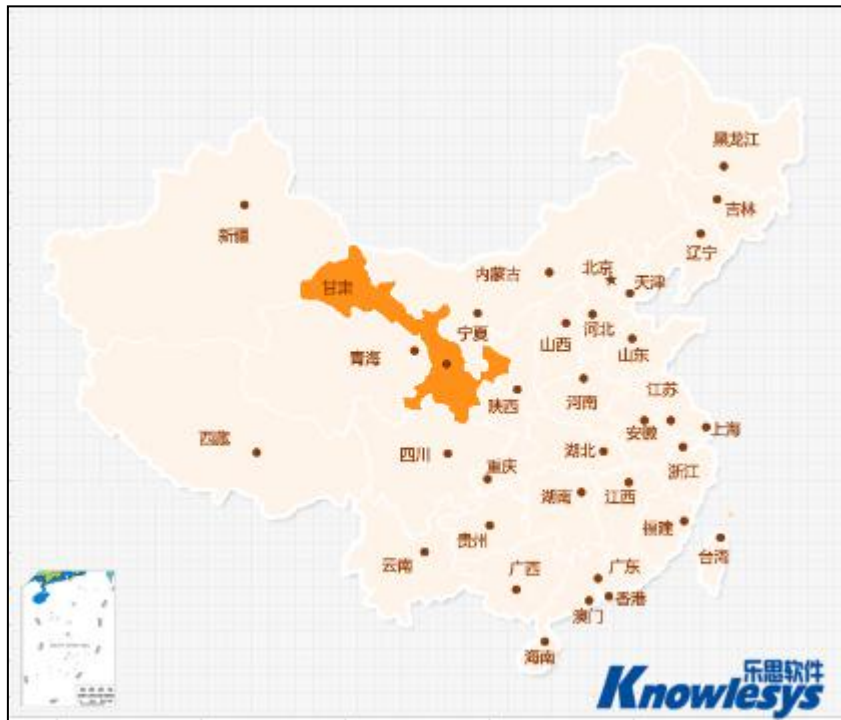 黑龙江
吉林
新疆
辽宁
内蒙古
北京
天津
甘肃
宁夏
河北
山西
青海
山东
陕西
河南
江苏
安徽
上海
西藏
四川
湖北
浙江
重庆
湖南
江西
福建
贵州
台湾
云南
广西
广东
香港
澳门
海南
乐思软件
Knowlesys